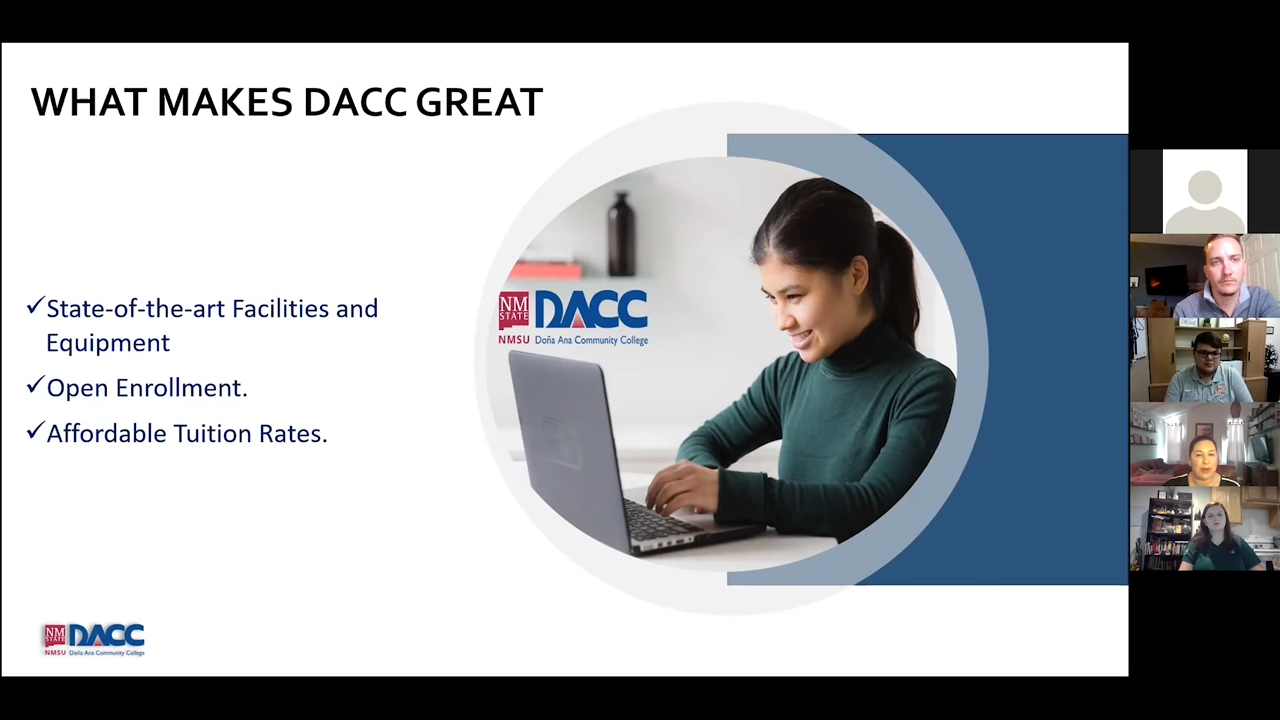 WHAT MAKES DACC GREAT
✓State-of-the-art Facilities and
Equipment
✓Open Enrollment.
✓Affordable Tuition Rates.
NM
STATE
DACC
NMSU Doña Ana Community College
NM
STATE
DACC
NMSU Doña Ana Community College